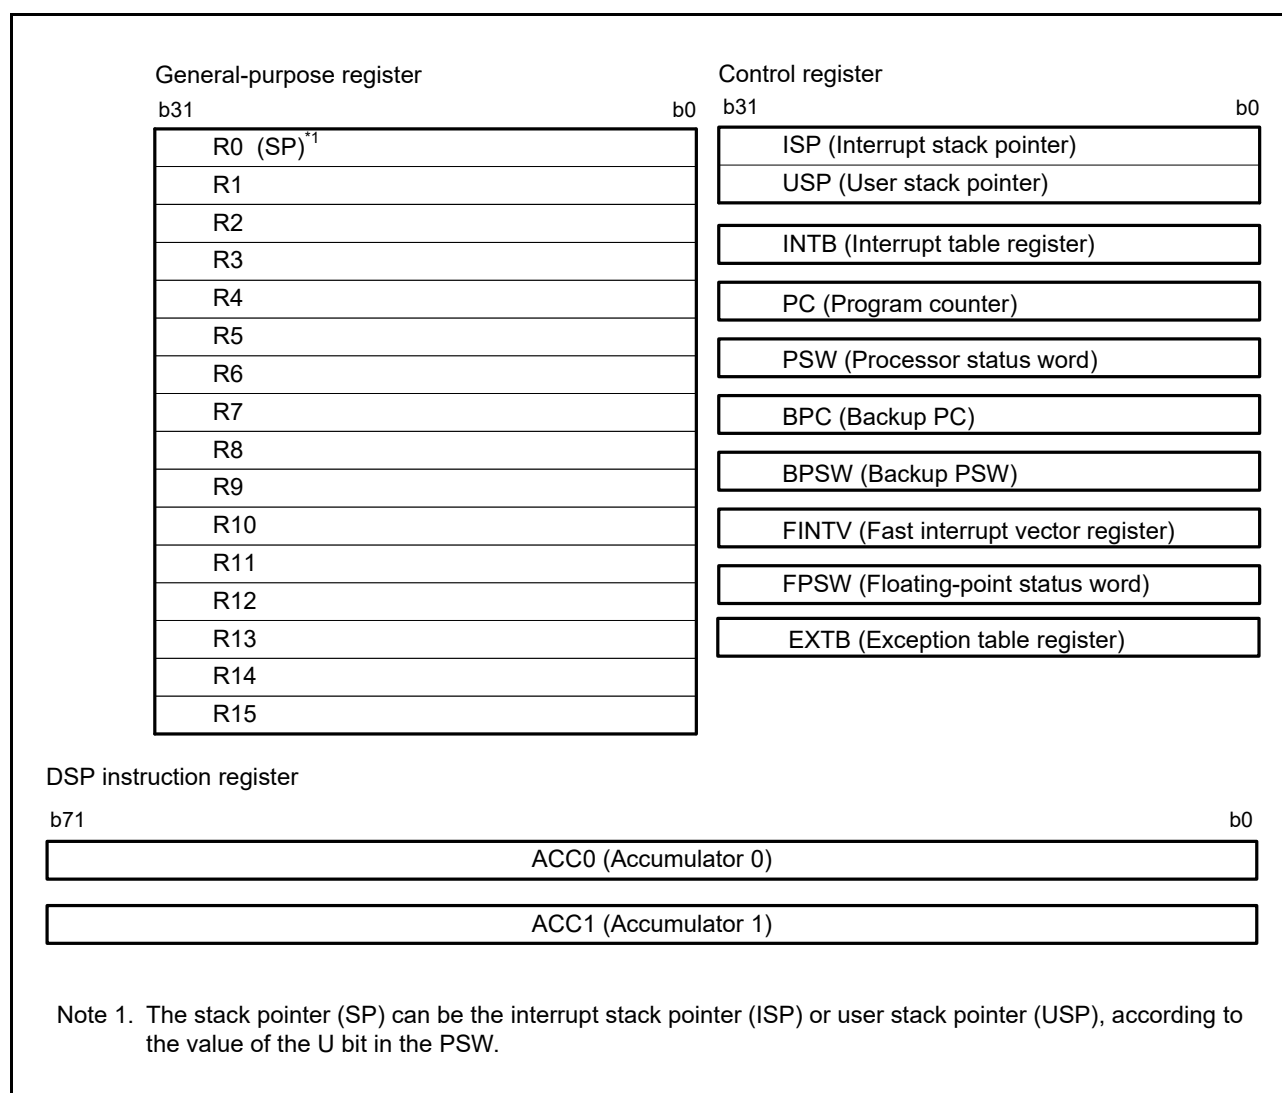 General-purpose register
b31 b0
R0 (SP)*1
R1
R2
R3
R4
R5
R6
R7
R8
R9
R10
R11
R12
R13
R14
R15
Control register
b31 b0
ISP (Interrupt stack pointer)
USP (User stack pointer)
INTB (Interrupt table register)
PC (Program counter)
PSW (Processor status word)
BPC (Backup PC)
BPSW (Backup PSW)
FINTV (Fast interrupt vector register)
FPSW (Floating-point status word)
EXTB (Exception table register)
DSP instruction register
b71 b0
ACC0 (Accumulator 0)
ACC1 (Accumulator 1)
Note 1. The stack pointer (SP) can be the interrupt stack pointer (ISP) or user stack pointer (USP), according to
the value of the U bit in the PSW.